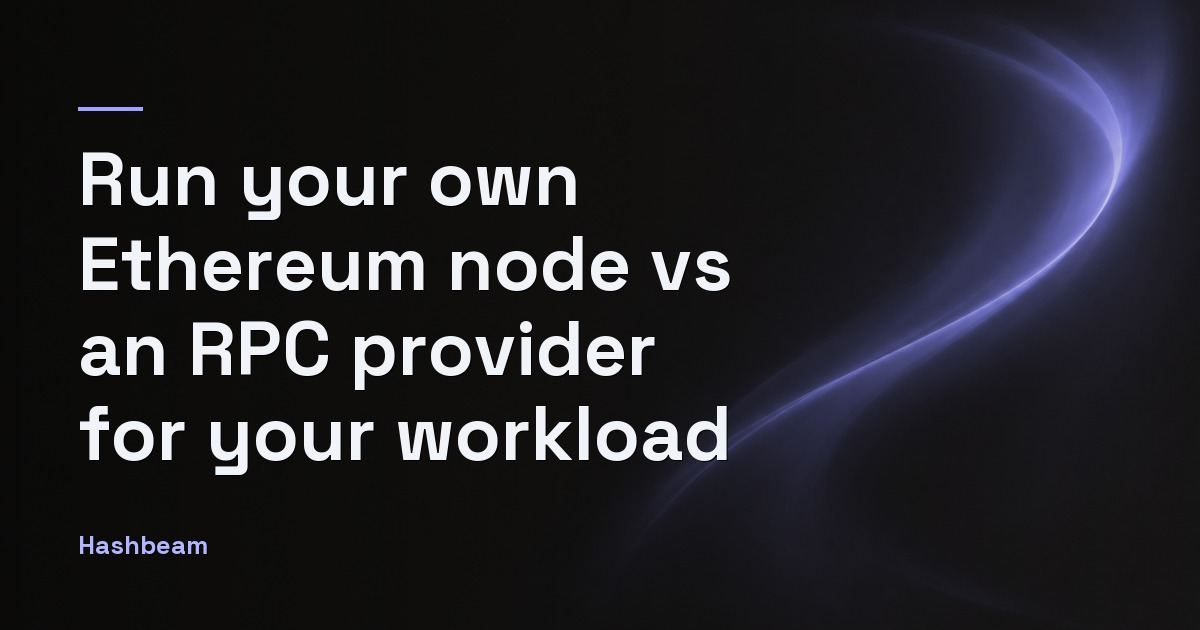 Run your own
Ethereum node vs
an RPC provider
for your workload
Hashbeam